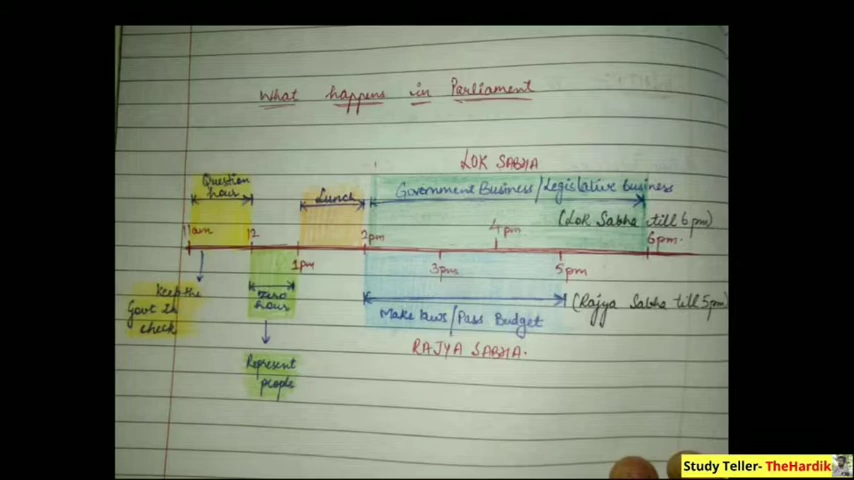 What happens in Parliament
LOK SABHA
Question
hour
Lunch
Government Business/Legislative business
(Lok Sabha till 6pm)
11am
12
1pm
2pm
3pm
4pm
5pm
6pm.
keep the
Govt in
check
zero
hour
Represent
people
Make laws/Pass Budget
(Rajya Sabha till 5pm)
RAJYA SABHA.
Study Teller- TheHardik